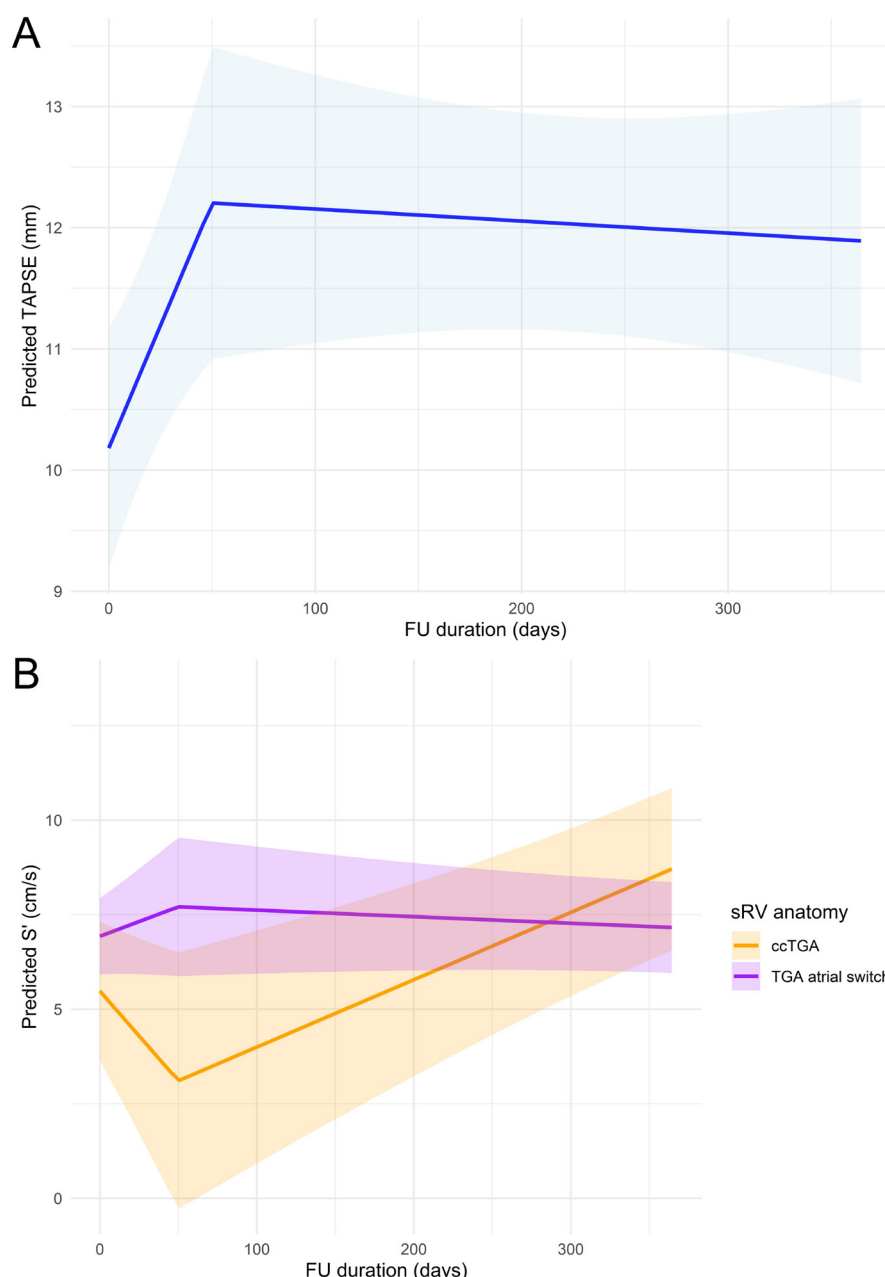 A
Predicted TAPSE (mm)
13
12
11
10
9
0 100 200 300
FU duration (days)
B
Predicted S' (cm/s)
10
5
0
0 100 200 300
FU duration (days)
sRV anatomy
ccTGA
TGA atrial switch